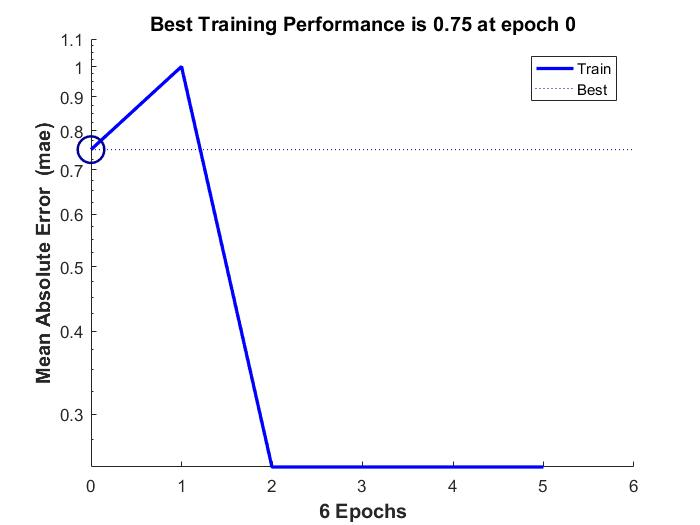 Best Training Performance is 0.75 at epoch 0
Mean Absolute Error (mae)
1.1
1
0.9
0.8
0.7
0.6
0.5
0.4
0.3
Train
Best
0 1 2 3 4 5 6
6 Epochs